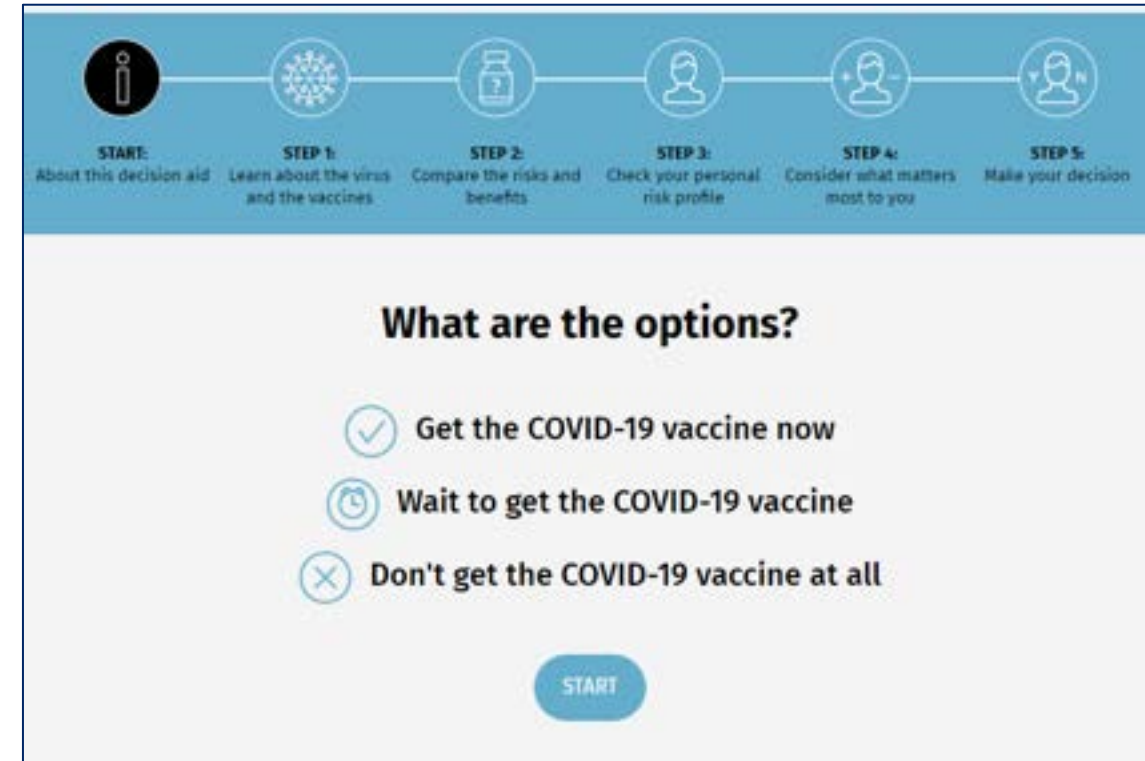 START:
About this decision aid
STEP 1:
Learn about the virus
and the vaccines
?
STEP 2:
Compare the risks and
benefits
STEP 3:
Check your personal
risk profile
+ -
STEP 4:
Consider what matters
most to you
Y N
STEP 5:
Make your decision
What are the options?
Get the COVID-19 vaccine now
Wait to get the COVID-19 vaccine
Don't get the COVID-19 vaccine at all
START